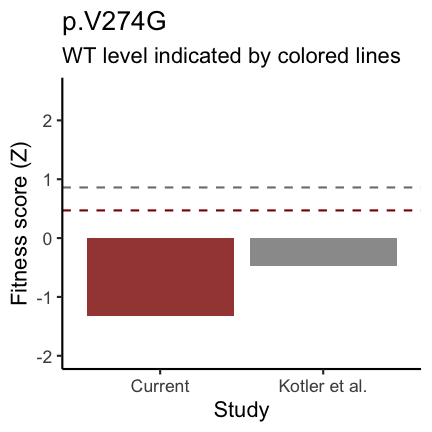 p.V274G
WT level indicated by colored lines
Fitness score (Z)
2
1
0
-1
-2
Current
Kotler et al.
Study